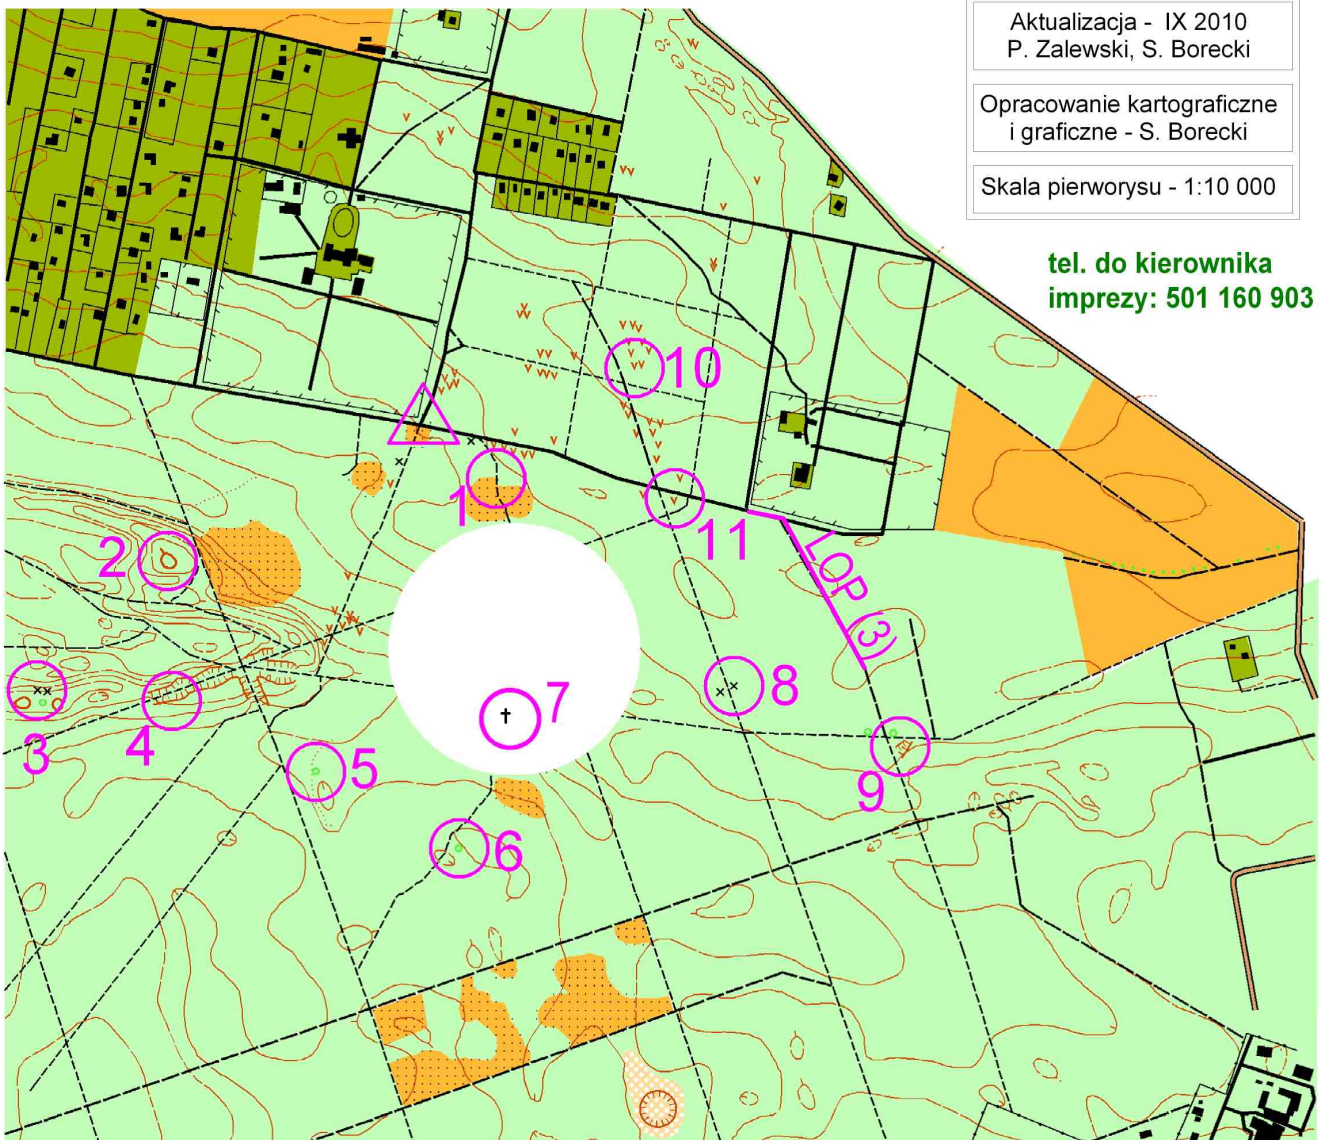 Aktualizacja - IX 2010
P. Zalewski, S. Borecki
Opracowanie kartograficzne
i graficzne - S. Borecki
Skala pierworysu - 1:10 000
tel. do kierownika
imprezy: 501 160 903
10
1
11
2
LOP (3)
7
8
3
4
5
9
6